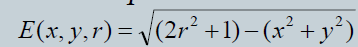 E(x, y, r) = √((2r² + 1) − (x² + y²))